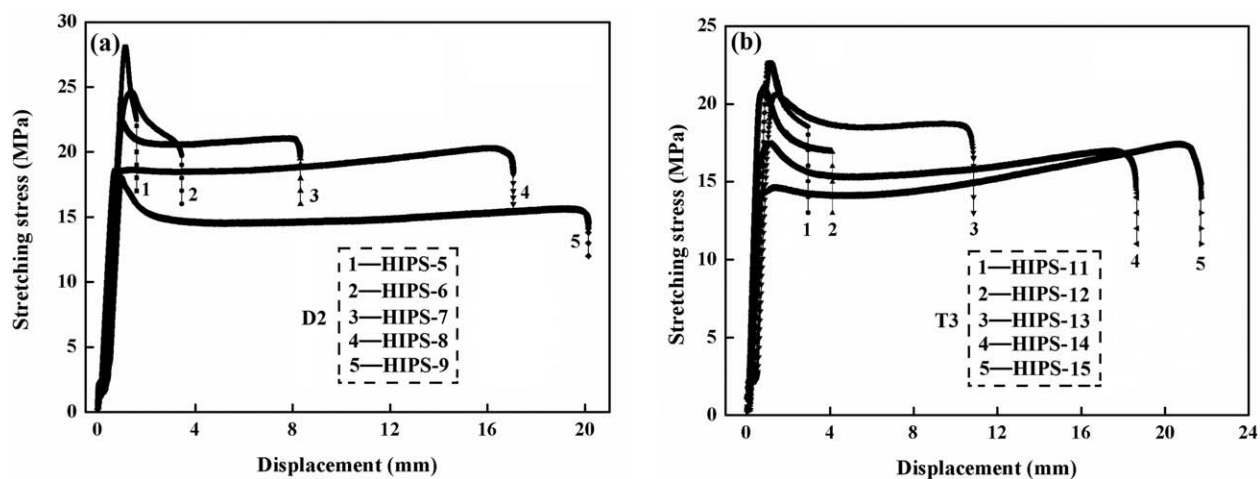 (a)
Stretching stress (MPa)
30
25
20
15
10
5
0
1
2
3
4
5
D2
1—HIPS-5
2—HIPS-6
3—HIPS-7
4—HIPS-8
5—HIPS-9
0 4 8 12 16 20
Displacement (mm)
(b)
Stretching stress (MPa)
25
20
15
10
5
0
1
2
3
4
5
T3
1—HIPS-11
2—HIPS-12
3—HIPS-13
4—HIPS-14
5—HIPS-15
0 4 8 12 16 20 24
Displacement (mm)